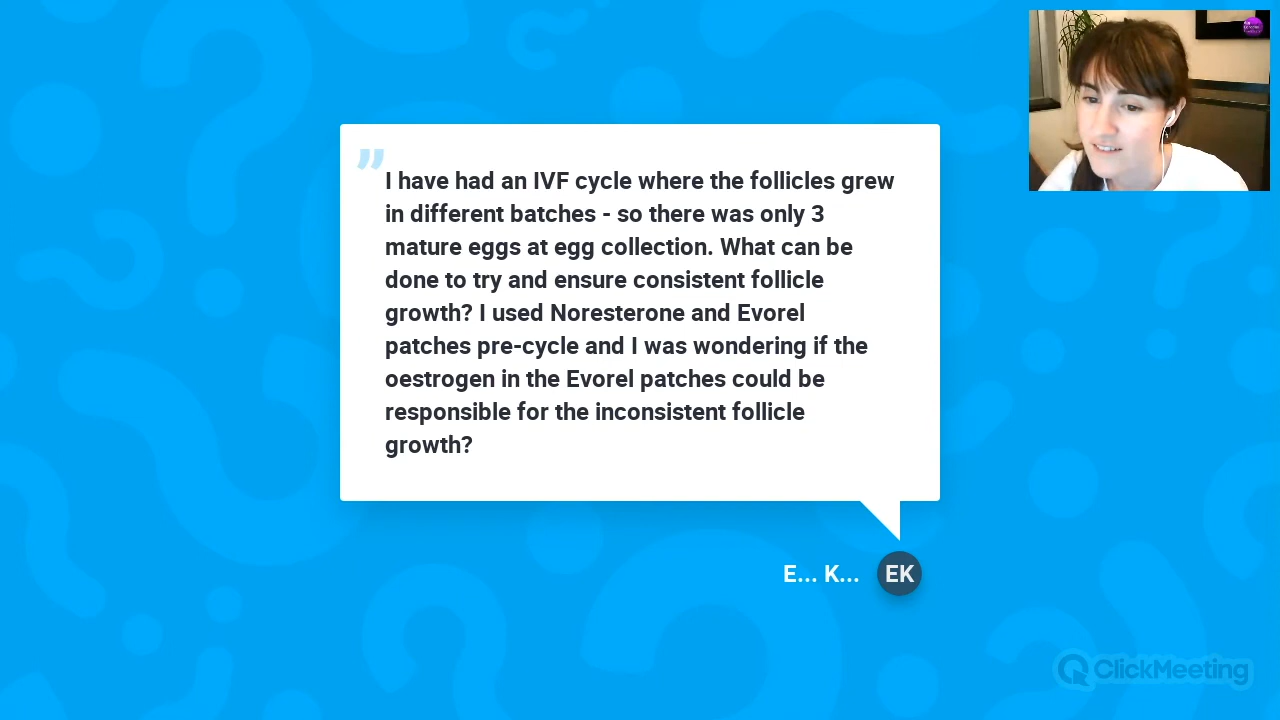 I have had an IVF cycle where the follicles grew
in different batches - so there was only 3
mature eggs at egg collection. What can be
done to try and ensure consistent follicle
growth? I used Noresterone and Evorel
patches pre-cycle and I was wondering if the
oestrogen in the Evorel patches could be
responsible for the inconsistent follicle
growth?
E... K... EK
ClickMeeting